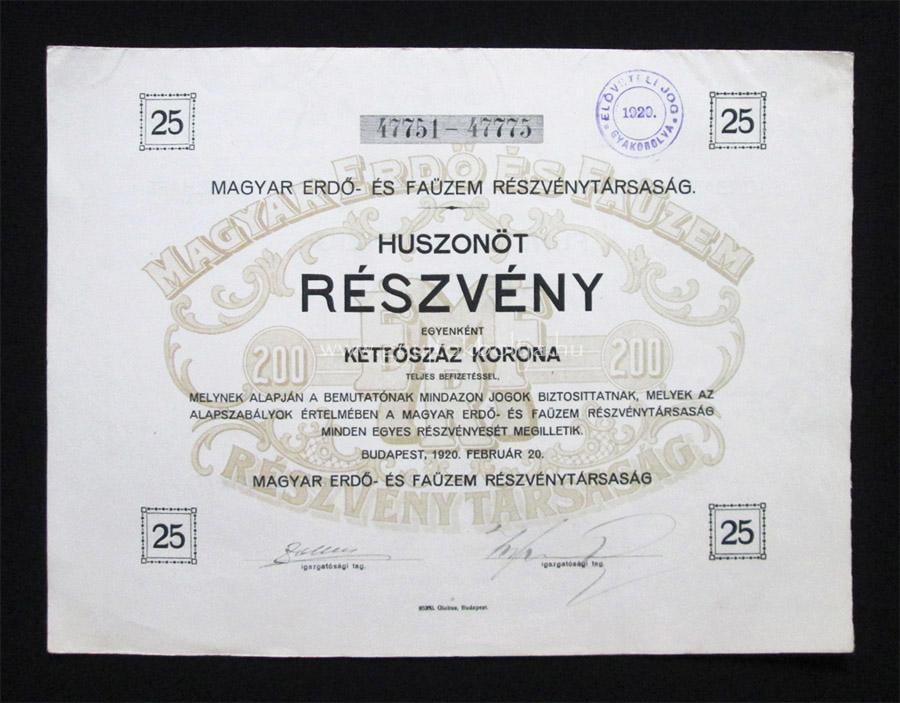 25
47751 - 47775
ELŐVÉTELI JOG
1920.
GYAKOROLVA
25
MAGYAR ERDŐ ÉS FAÜZEM
MAGYAR ERDŐ- ÉS FAÜZEM RÉSZVÉNYTÁRSASÁG.
HUSZONÖT
RÉSZVÉNY
EGYENKÉNT
200
KETTŐSZÁZ KORONA
200
TELJES BEFIZETÉSSEL,
MELYNEK ALAPJÁN A BEMUTATÓNAK MINDAZON JOGOK BIZTOSITTATNAK, MELYEK AZ
ALAPSZABÁLYOK ÉRTELMÉBEN A MAGYAR ERDŐ- ÉS FAÜZEM RÉSZVÉNYTÁRSASÁG
MINDEN EGYES RÉSZVÉNYESÉT MEGILLETIK.
BUDAPEST, 1920. FEBRUÁR 20.
RÉSZVÉNYTÁRSASÁG
MAGYAR ERDŐ- ÉS FAÜZEM RÉSZVÉNYTÁRSASÁG
25
igazgatósági tag.
igazgatósági tag.
25
Globus, Budapest.